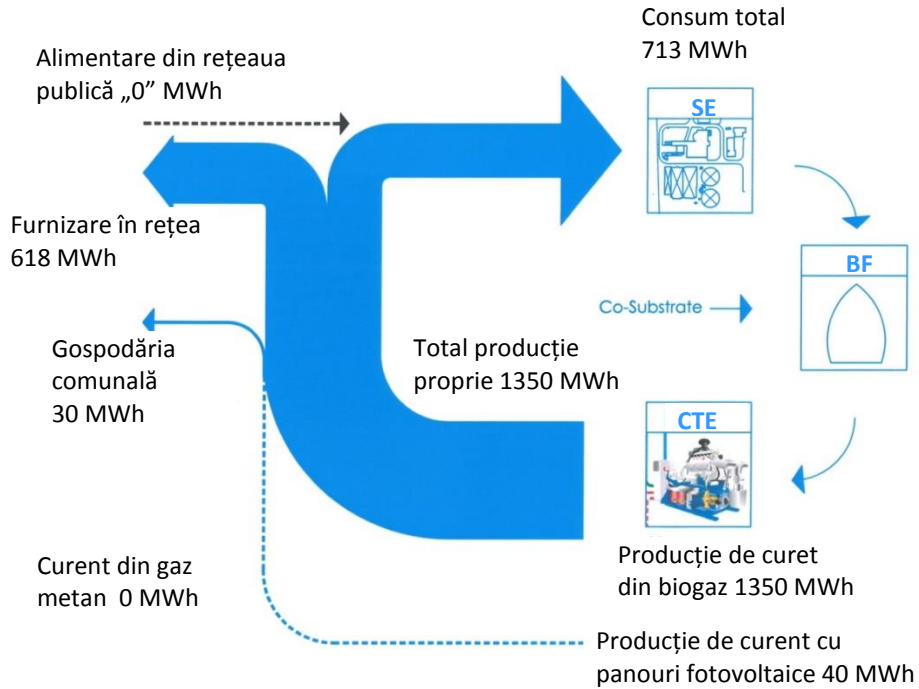 Consum total
713 MWh
Alimentare din rețeaua
publică „0” MWh
SE
Furnizare în rețea
618 MWh
BF
Co-Substrate
Gospodăria
comunală
30 MWh
Total producție
proprie 1350 MWh
CTE
Curent din gaz
metan 0 MWh
Producție de curet
din biogaz 1350 MWh
Producție de curent cu
panouri fotovoltaice 40 MWh